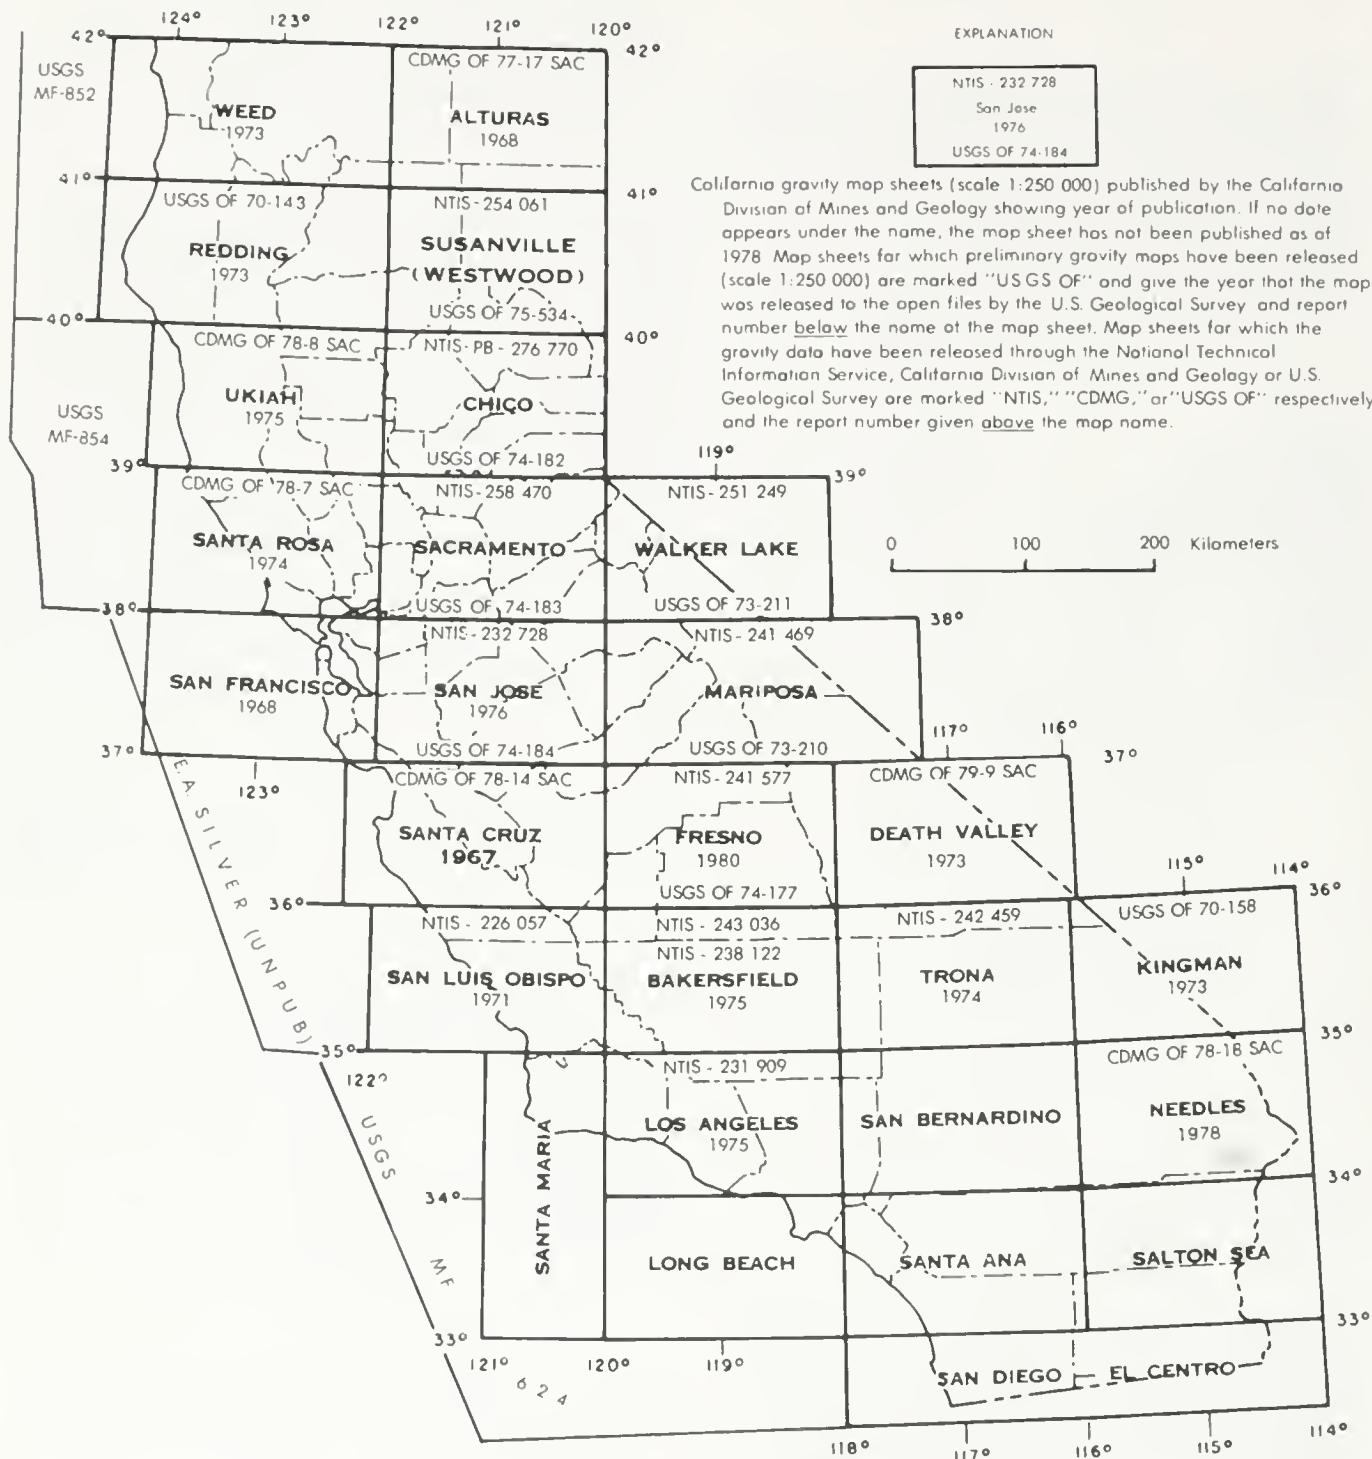 124° 123° 122° 121° 120°
42° 42°
EXPLANATION
NTIS - 232 728
San Jose
1976
USGS OF 74-184
California gravity map sheets (scale 1:250 000) published by the California
Division of Mines and Geology showing year of publication. If no date
appears under the name, the map sheet has not been published as of
1978 Map sheets for which preliminary gravity maps have been released
(scale 1:250 000) are marked "USGS OF" and give the year that the map
was released to the open files by the U.S. Geological Survey and report
number below the name of the map sheet. Map sheets for which the
gravity data have been released through the National Technical
Information Service, California Division of Mines and Geology or U.S.
Geological Survey are marked "NTIS," "CDMG," or "USGS OF" respectively
and the report number given above the map name.
USGS
MF-852
WEED
1973
CDMG OF 77-17 SAC
ALTURAS
1968
41° 41°
USGS OF 70-143
REDDING
1973
NTIS - 254 061
SUSANVILLE
(WESTWOOD)
USGS OF 75-534
40° 40°
USGS
MF-854
CDMG OF 78-8 SAC
UKIAH
1975
NTIS-PB - 276 770
CHICO
USGS OF 74-182
39° 119° 39°
CDMG OF 78-7 SAC
SANTA ROSA
1974
NTIS - 258 470
SACRAMENTO
USGS OF 74-183
NTIS - 251 249
WALKER LAKE
USGS OF 73-211
0 100 200 Kilometers
38° 38°
SAN FRANCISCO
1968
NTIS - 232 728
SAN JOSE
1976
USGS OF 74-184
NTIS - 241 469
MARIPOSA
USGS OF 73-210
37° 117° 116° 37°
123°
E.A. SILVER (UNPUB)
CDMG OF 78-14 SAC
SANTA CRUZ
1967
NTIS - 241 577
FRESNO
1980
USGS OF 74-177
CDMG OF 79-9 SAC
DEATH VALLEY
1973
36° 115° 114° 36°
NTIS - 226 057
SAN LUIS OBISPO
1971
NTIS - 243 036
NTIS - 238 122
BAKERSFIELD
1975
NTIS - 242 459
TRONA
1974
USGS OF 70-158
KINGMAN
1973
35° 35°
122°
USGS MF 624
SANTA MARIA
NTIS - 231 909
LOS ANGELES
1975
SAN BERNARDINO
CDMG OF 78-18 SAC
NEEDLES
1978
34° 34°
LONG BEACH
SANTA ANA
SALTON SEA
33° 33°
121° 120° 119°
SAN DIEGO
EL CENTRO
118° 117° 116° 115° 114°